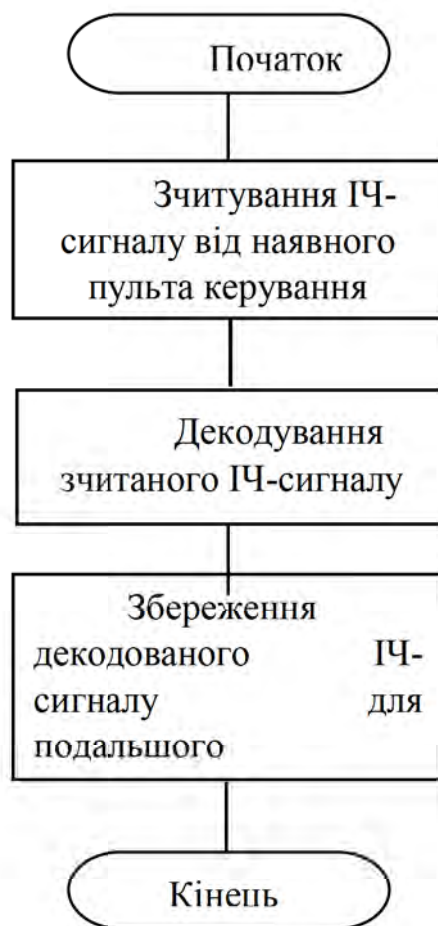 Початок
Зчитування ІЧ-
сигналу від наявного
пульта керування
Декодування
зчитаного ІЧ-сигналу
Збереження
декодованого ІЧ-
сигналу для
подальшого
Кінець